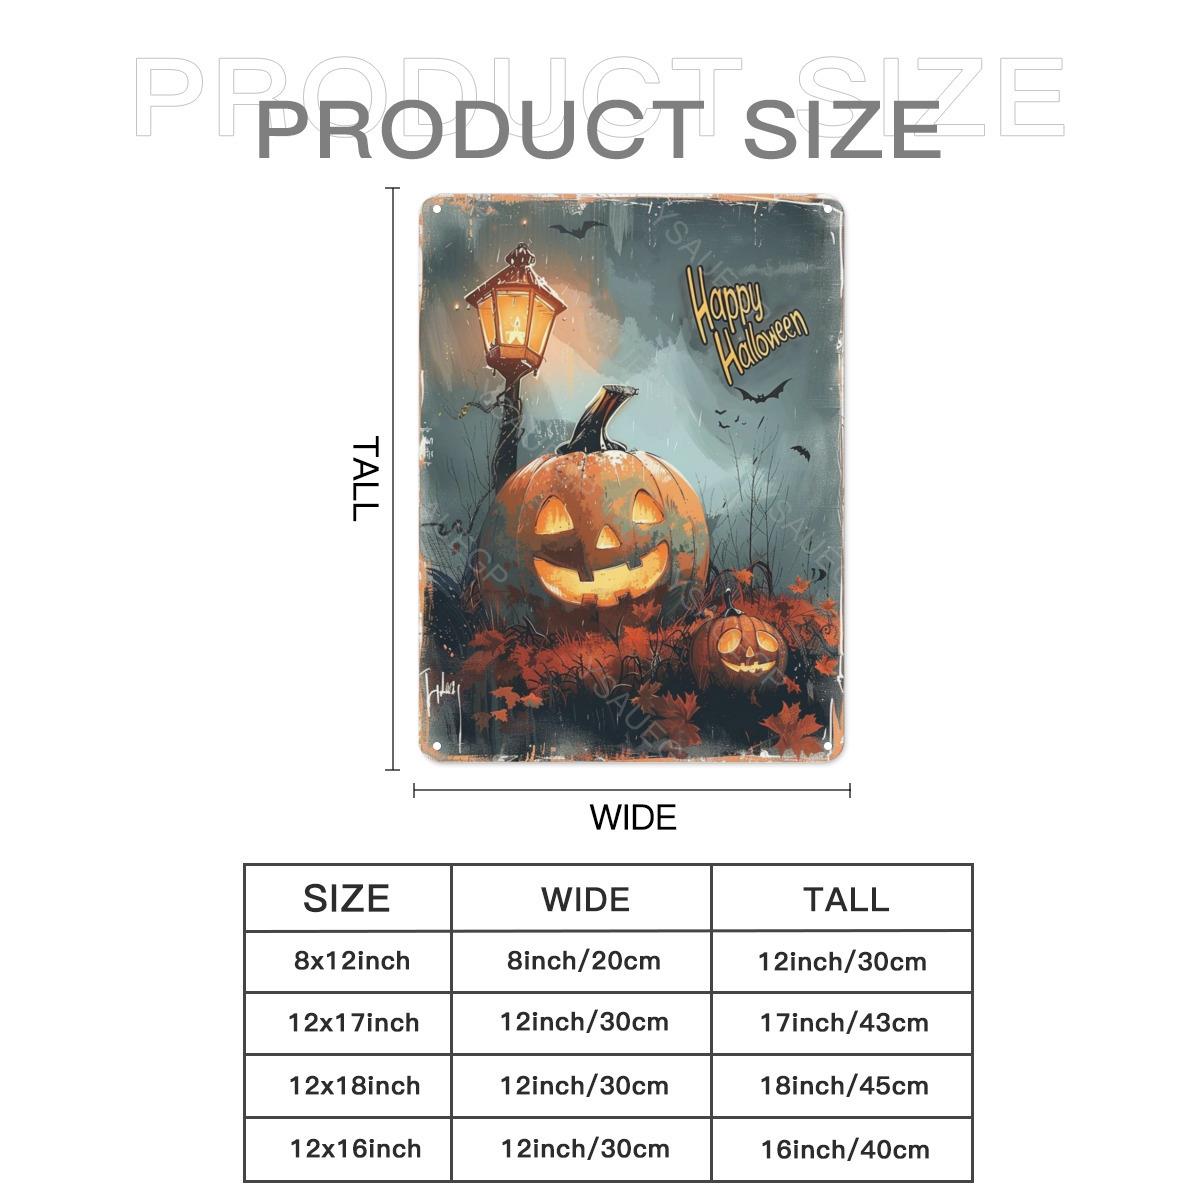 PRODUCT SIZE
PRODUCT SIZE
Happy
Halloween
TALL
WIDE
SIZE WIDE TALL
8x12inch 8inch/20cm 12inch/30cm
12x17inch 12inch/30cm 17inch/43cm
12x18inch 12inch/30cm 18inch/45cm
12x16inch 12inch/30cm 16inch/40cm